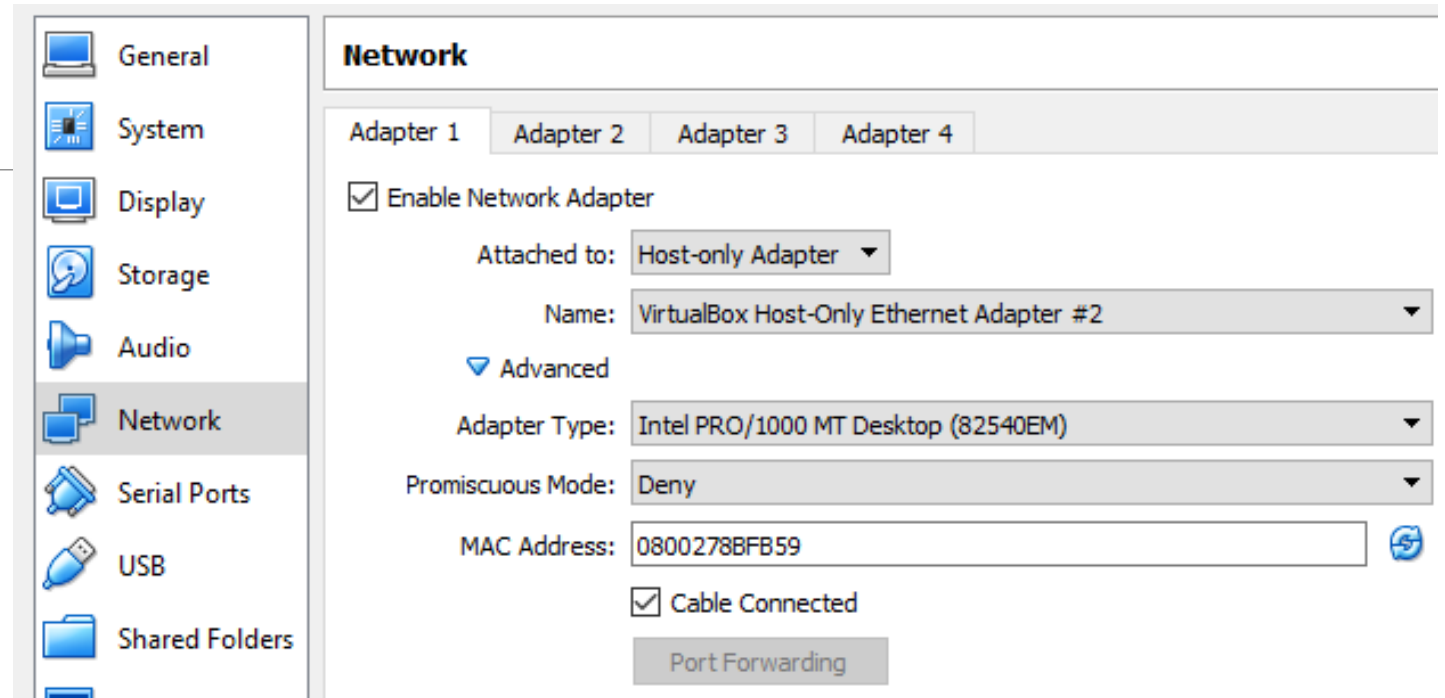 General
System
Display
Storage
Audio
Network
Serial Ports
USB
Shared Folders
Network
Adapter 1 Adapter 2 Adapter 3 Adapter 4
Enable Network Adapter
Attached to: Host-only Adapter
Name: VirtualBox Host-Only Ethernet Adapter #2
Advanced
Adapter Type: Intel PRO/1000 MT Desktop (82540EM)
Promiscuous Mode: Deny
MAC Address: 0800278BFB59
Cable Connected
Port Forwarding